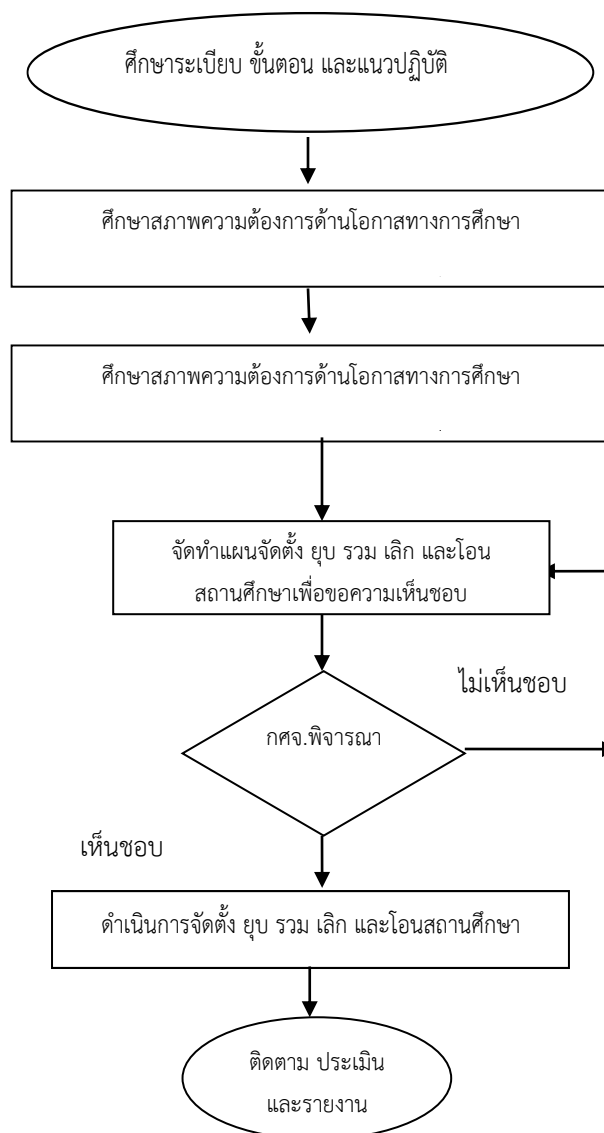 ศึกษาระเบียบ ขั้นตอน และแนวปฏิบัติ
ศึกษาสภาพความต้องการด้านโอกาสทางการศึกษา
ศึกษาสภาพความต้องการด้านโอกาสทางการศึกษา
จัดทำแผนจัดตั้ง ยุบ รวม เลิก และโอน
สถานศึกษาเพื่อขอความเห็นชอบ
ไม่เห็นชอบ
กศจ.พิจารณา
เห็นชอบ
ดำเนินการจัดตั้ง ยุบ รวม เลิก และโอนสถานศึกษา
ติดตาม ประเมิน
และรายงาน